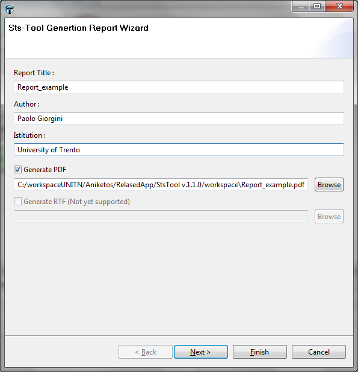 Sts-Tool Genertion Report Wizard
Report Title :
Report_example
Author :
Paolo Giorgini
Istitution :
University of Trento
Generate PDF
C:/workspaceUNITN/Aniketos/RelasedApp/StsTool v.1.1.0/workspace\Report_example.pdf
Browse
Generate RTF (Not yet supported)
Browse
< Back
Next >
Finish
Cancel